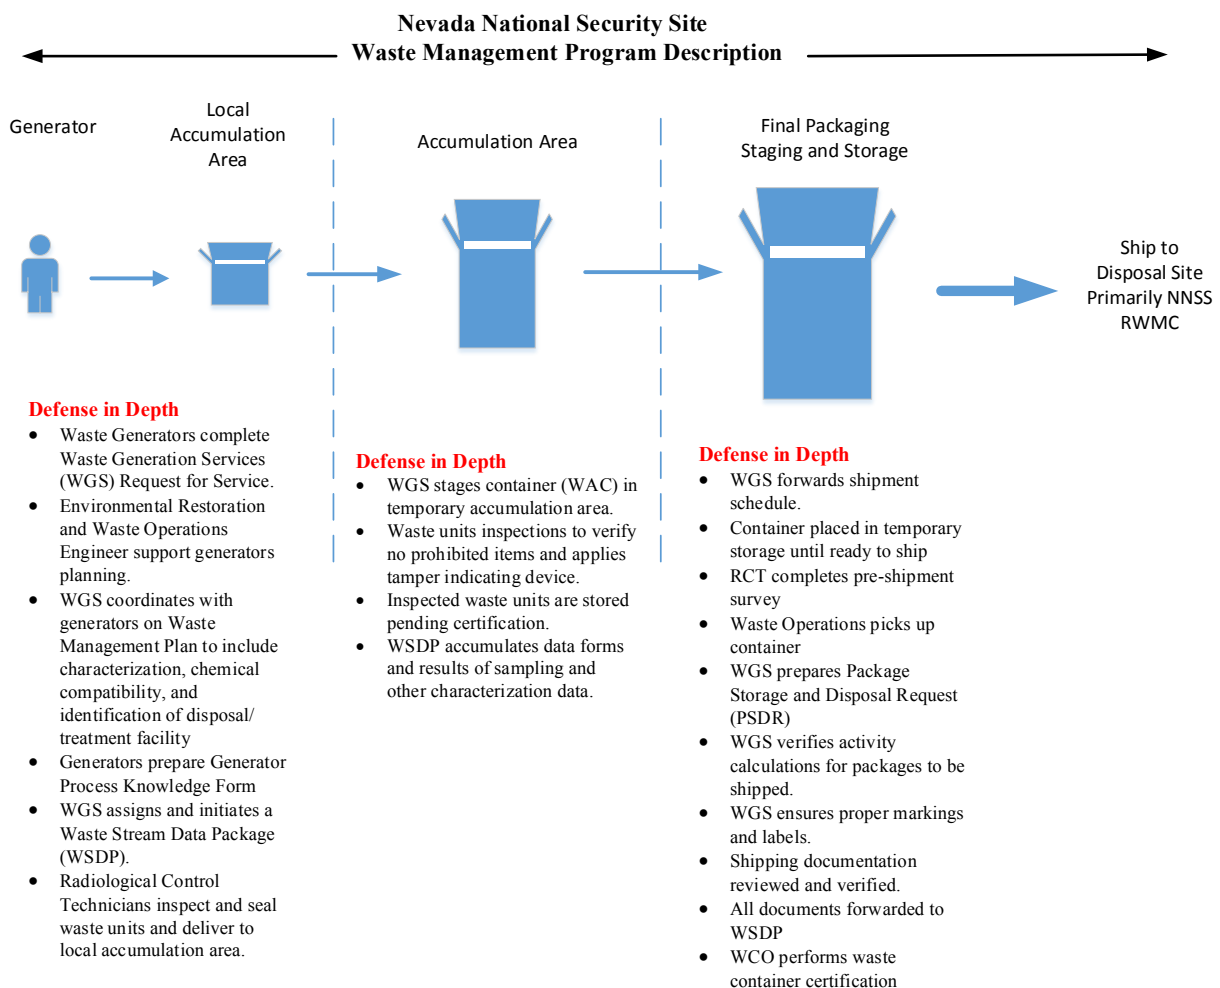 Nevada National Security Site
Waste Management Program Description
Generator
Local
Accumulation
Area
Accumulation Area
Final Packaging
Staging and Storage
Ship to
Disposal Site
Primarily NNSS
RWMC
Defense in Depth
• Waste Generators complete
Waste Generation Services
(WGS) Request for Service.
• Environmental Restoration
and Waste Operations
Engineer support generators
planning.
• WGS coordinates with
generators on Waste
Management Plan to include
characterization, chemical
compatibility, and
identification of disposal/
treatment facility
• Generators prepare Generator
Process Knowledge Form
• WGS assigns and initiates a
Waste Stream Data Package
(WSDP).
• Radiological Control
Technicians inspect and seal
waste units and deliver to
local accumulation area.
Defense in Depth
• WGS stages container (WAC) in
temporary accumulation area.
• Waste units inspections to verify
no prohibited items and applies
tamper indicating device.
• Inspected waste units are stored
pending certification.
• WSDP accumulates data forms
and results of sampling and
other characterization data.
Defense in Depth
• WGS forwards shipment
schedule.
• Container placed in temporary
storage until ready to ship
• RCT completes pre-shipment
survey
• Waste Operations picks up
container
• WGS prepares Package
Storage and Disposal Request
(PSDR)
• WGS verifies activity
calculations for packages to be
shipped.
• WGS ensures proper markings
and labels.
• Shipping documentation
reviewed and verified.
• All documents forwarded to
WSDP
• WCO performs waste
container certification